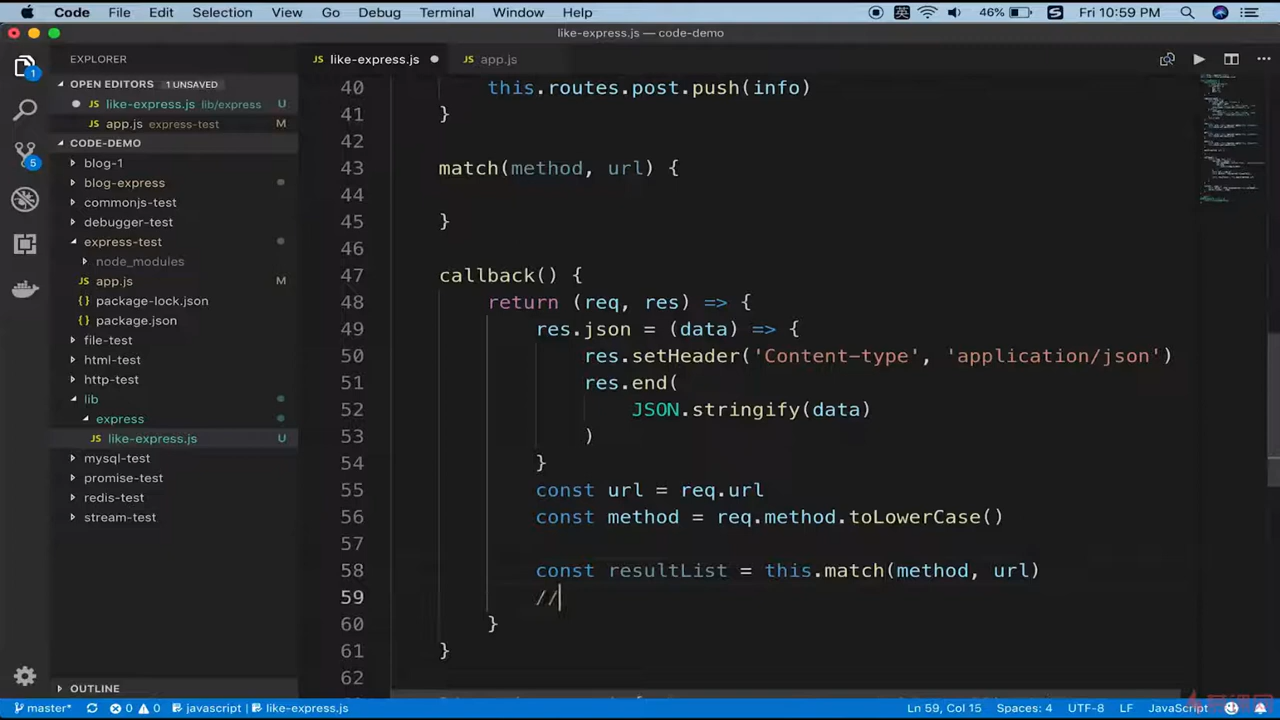 Code File Edit Selection View Go Debug Terminal Window Help 英 46% S Fri 10:59 PM
like-express.js — code-demo
EXPLORER
like-express.js
app.js
OPEN EDITORS 1 UNSAVED
JS like-express.js lib/express U
JS app.js express-test M
CODE-DEMO
blog-1
blog-express
commonjs-test
debugger-test
express-test
node_modules
JS app.js M
{} package-lock.json
{} package.json
file-test
html-test
http-test
lib
express
JS like-express.js U
mysql-test
promise-test
redis-test
stream-test
OUTLINE
1
5
40 this.routes.post.push(info)
41 }
42
43 match(method, url) {
44
45 }
46
47 callback() {
48 return (req, res) => {
49 res.json = (data) => {
50 res.setHeader('Content-type', 'application/json')
51 res.end(
52 JSON.stringify(data)
53 )
54 }
55 const url = req.url
56 const method = req.method.toLowerCase()
57
58 const resultList = this.match(method, url)
59 //
60 }
61 }
62
master* 0 0 javascript | like-express.js Ln 59, Col 15 Spaces: 4 UTF-8 LF JavaScript